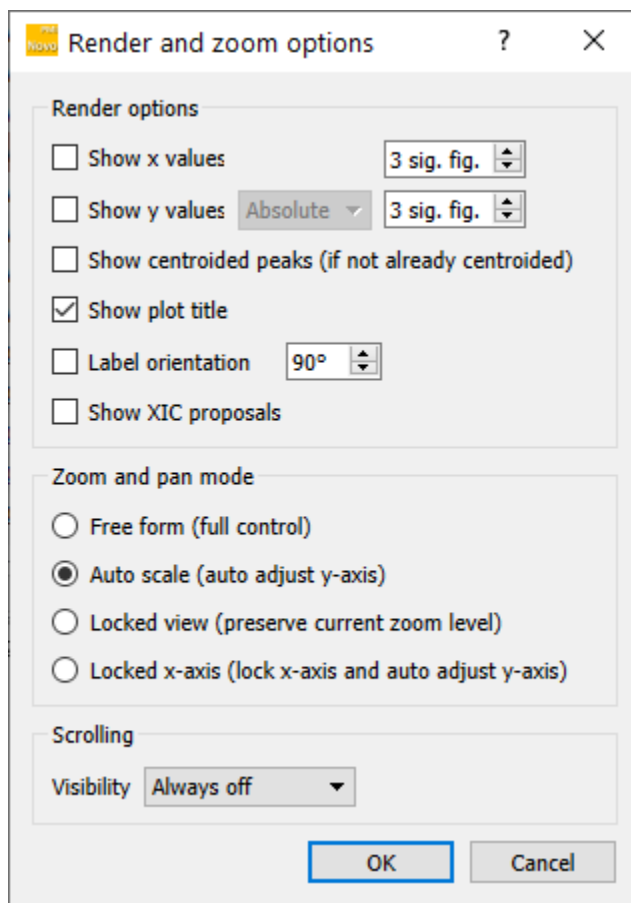 PMI
Novo Render and zoom options ? 
Render options
Show x values 3 sig. fig.
Show y values Absolute 3 sig. fig.
Show centroided peaks (if not already centroided)
Show plot title
Label orientation 90°
Show XIC proposals
Zoom and pan mode
Free form (full control)
Auto scale (auto adjust y-axis)
Locked view (preserve current zoom level)
Locked x-axis (lock x-axis and auto adjust y-axis)
Scrolling
Visibility Always off
OK Cancel